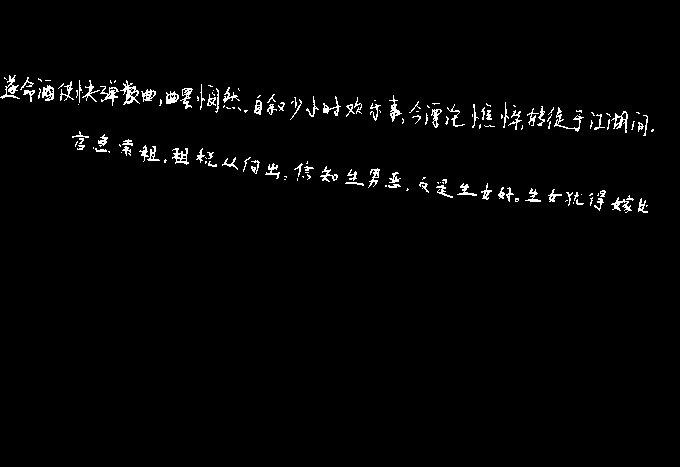 遂命酒使快弹数曲,曲罢悯然.自叙少小时欢乐事,今漂沦憔悴,转徙于江湖间.
官急索租,租税从何出。信知生男恶,反是生女好。生女犹得嫁比